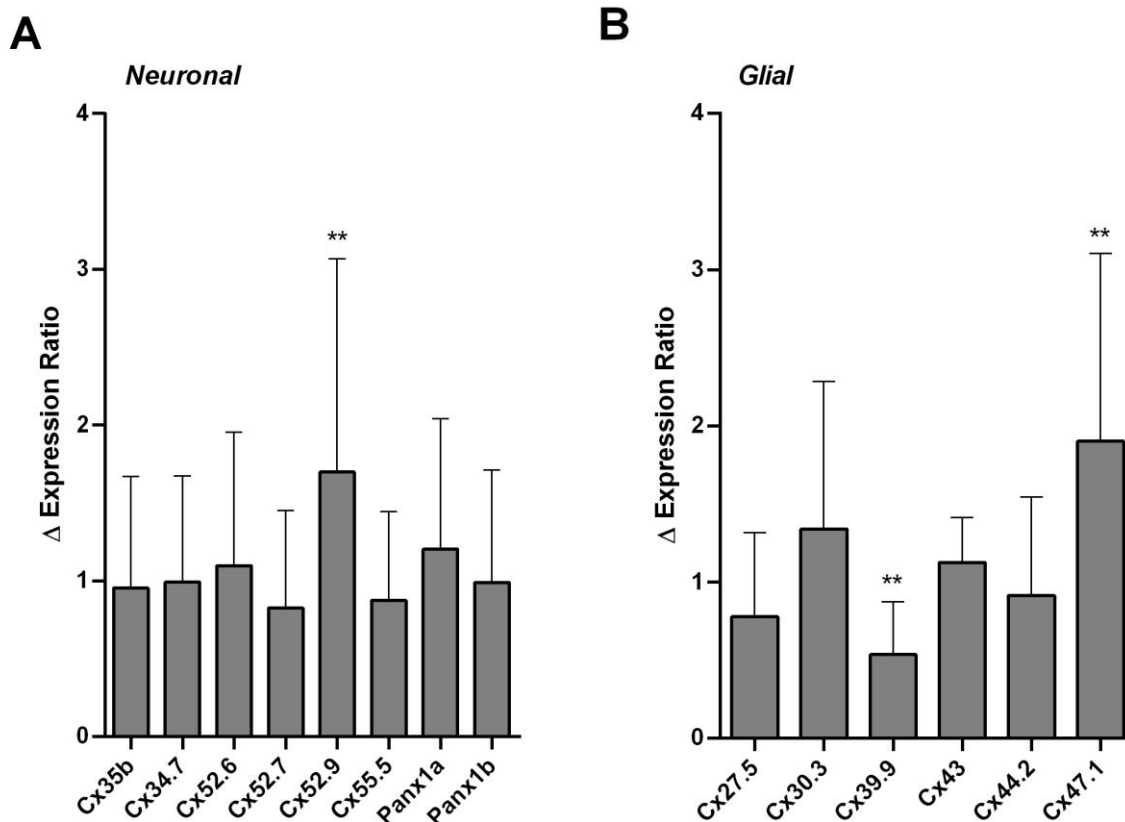 A
Neuronal
Δ Expression Ratio
4
3
2
1
0
**
Cx35b
Cx34.7
Cx52.6
Cx52.7
Cx52.9
Cx55.5
Panx1a
Panx1b
B
Glial
Δ Expression Ratio
4
3
2
1
0
**
**
Cx27.5
Cx30.3
Cx39.9
Cx43
Cx44.2
Cx47.1